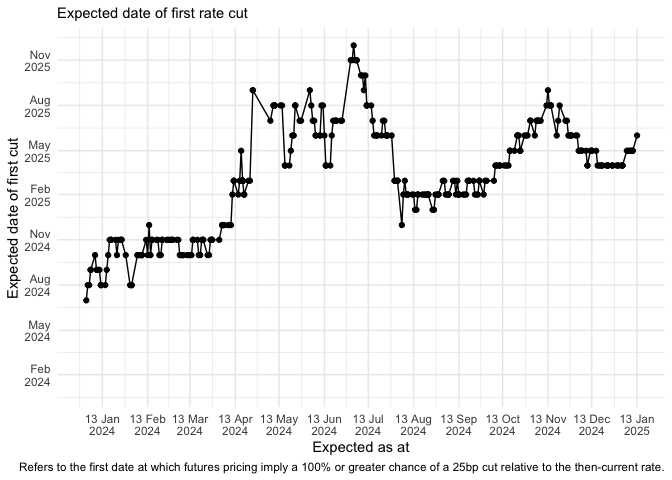 Expected date of first rate cut
Expected date of first cut
Nov
2025
Aug
2025
May
2025
Feb
2025
Nov
2024
Aug
2024
May
2024
Feb
2024
13 Jan
2024
13 Feb
2024
13 Mar
2024
13 Apr
2024
13 May
2024
13 Jun
2024
13 Jul
2024
13 Aug
2024
13 Sep
2024
13 Oct
2024
13 Nov
2024
13 Dec
2024
13 Jan
2025
Expected as at
Refers to the first date at which futures pricing imply a 100% or greater chance of a 25bp cut relative to the then-current rate.